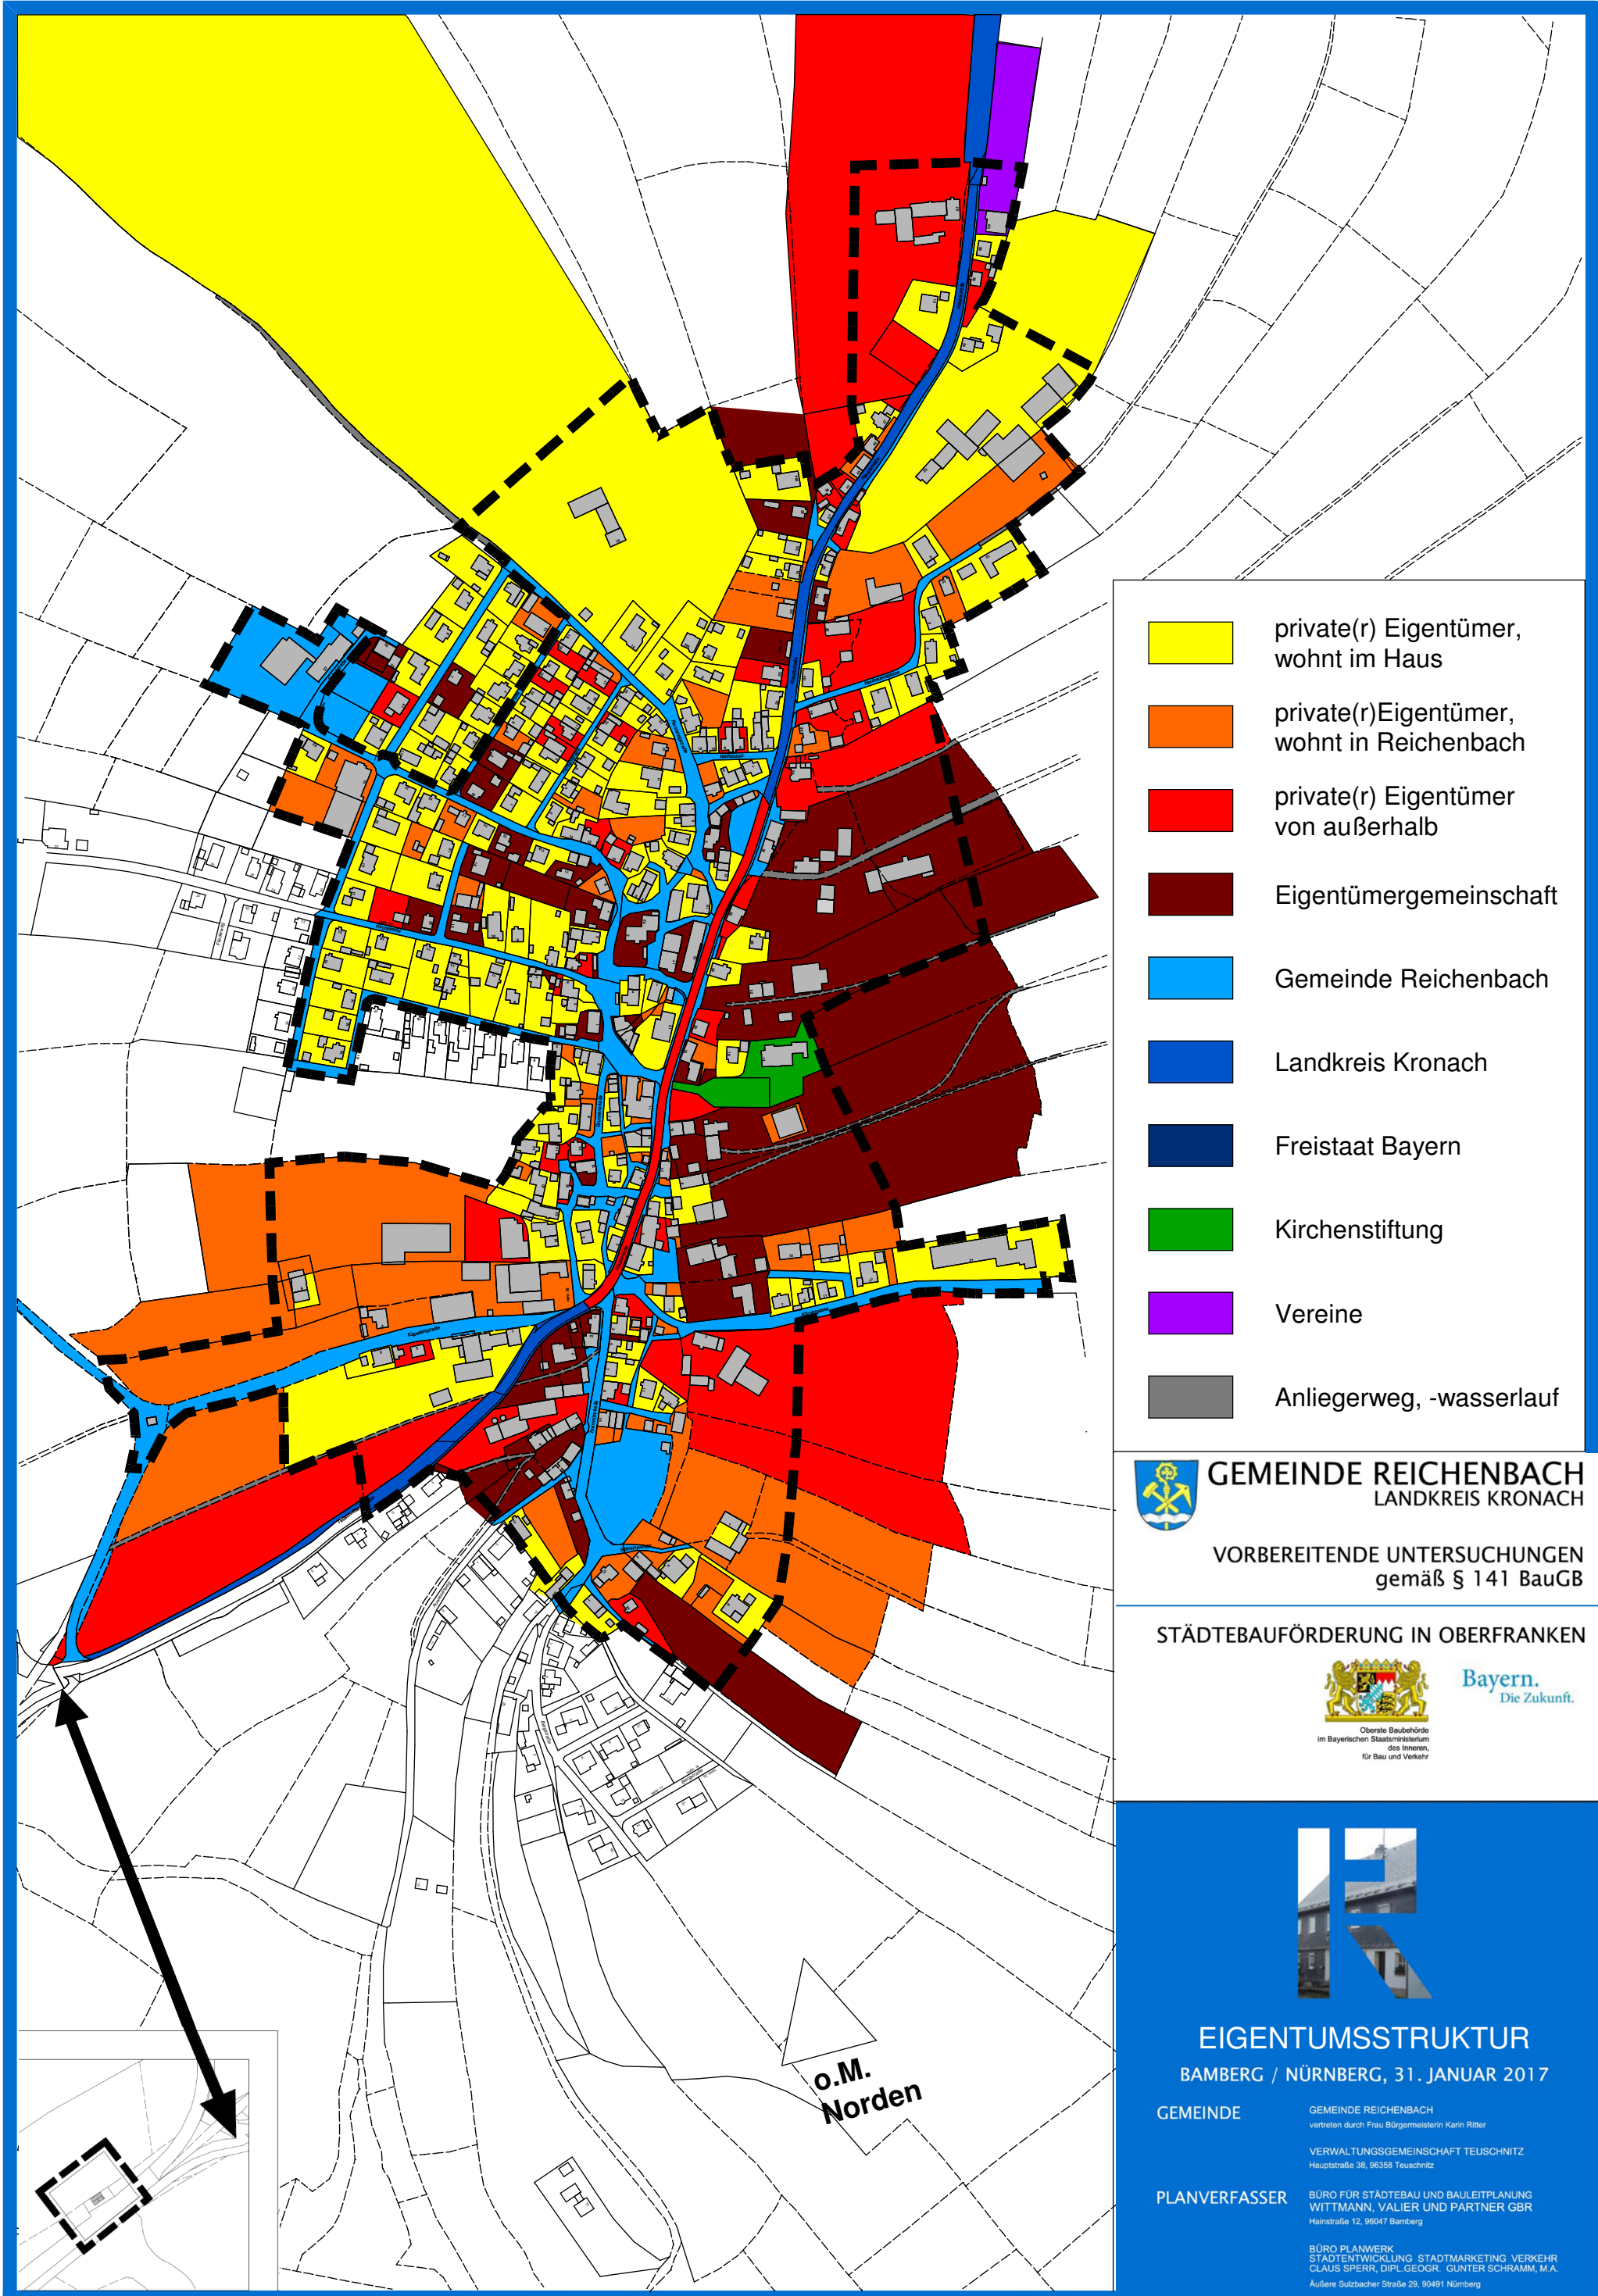 private(r) Eigentümer,
wohnt im Haus
private(r)Eigentümer,
wohnt in Reichenbach
private(r) Eigentümer
von außerhalb
Eigentümergemeinschaft
Gemeinde Reichenbach
Landkreis Kronach
Freistaat Bayern
Kirchenstiftung
Vereine
Anliegerweg, -wasserlauf
GEMEINDE REICHENBACH
LANDKREIS KRONACH
VORBEREITENDE UNTERSUCHUNGEN
gemäß § 141 BauGB
STÄDTEBAUFÖRDERUNG IN OBERFRANKEN
Bayern.
Die Zukunft.
Oberste Baubehörde
im Bayerischen Staatsministerium
des Inneren,
für Bau und Verkehr
o.M.
Norden
EIGENTUMSSTRUKTUR
BAMBERG / NÜRNBERG, 31. JANUAR 2017
GEMEINDE
GEMEINDE REICHENBACH
vertreten durch Frau Bürgermeisterin Karin Ritter
VERWALTUNGSGEMEINSCHAFT TEUSCHNITZ
Hauptstraße 38, 96358 Teuschnitz
PLANVERFASSER
BÜRO FÜR STÄDTEBAU UND BAULEITPLANUNG
WITTMANN, VALIER UND PARTNER GBR
Hainstraße 12, 96047 Bamberg
BÜRO PLANWERK
STADTENTWICKLUNG STADTMARKETING VERKEHR
CLAUS SPERR, DIPL.GEOGR. GUNTER SCHRAMM, M.A.
Äußere Sulzbacher Straße 29, 90491 Nürnberg